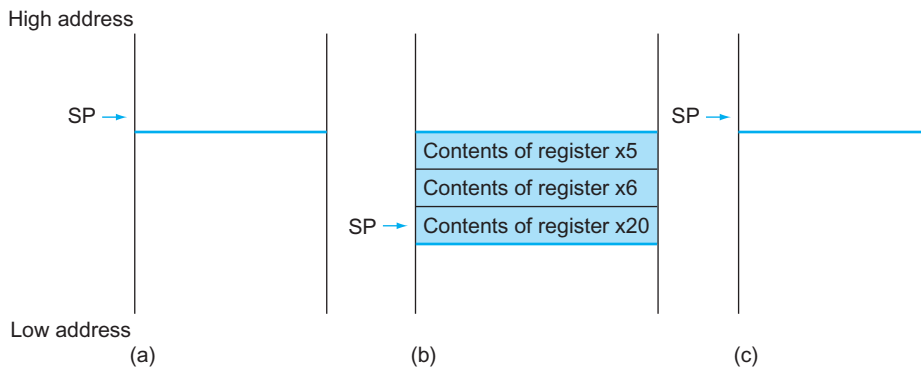 High address
SP
SP
Contents of register x5
Contents of register x6
SP
Contents of register x20
Low address
(a)
(b)
(c)